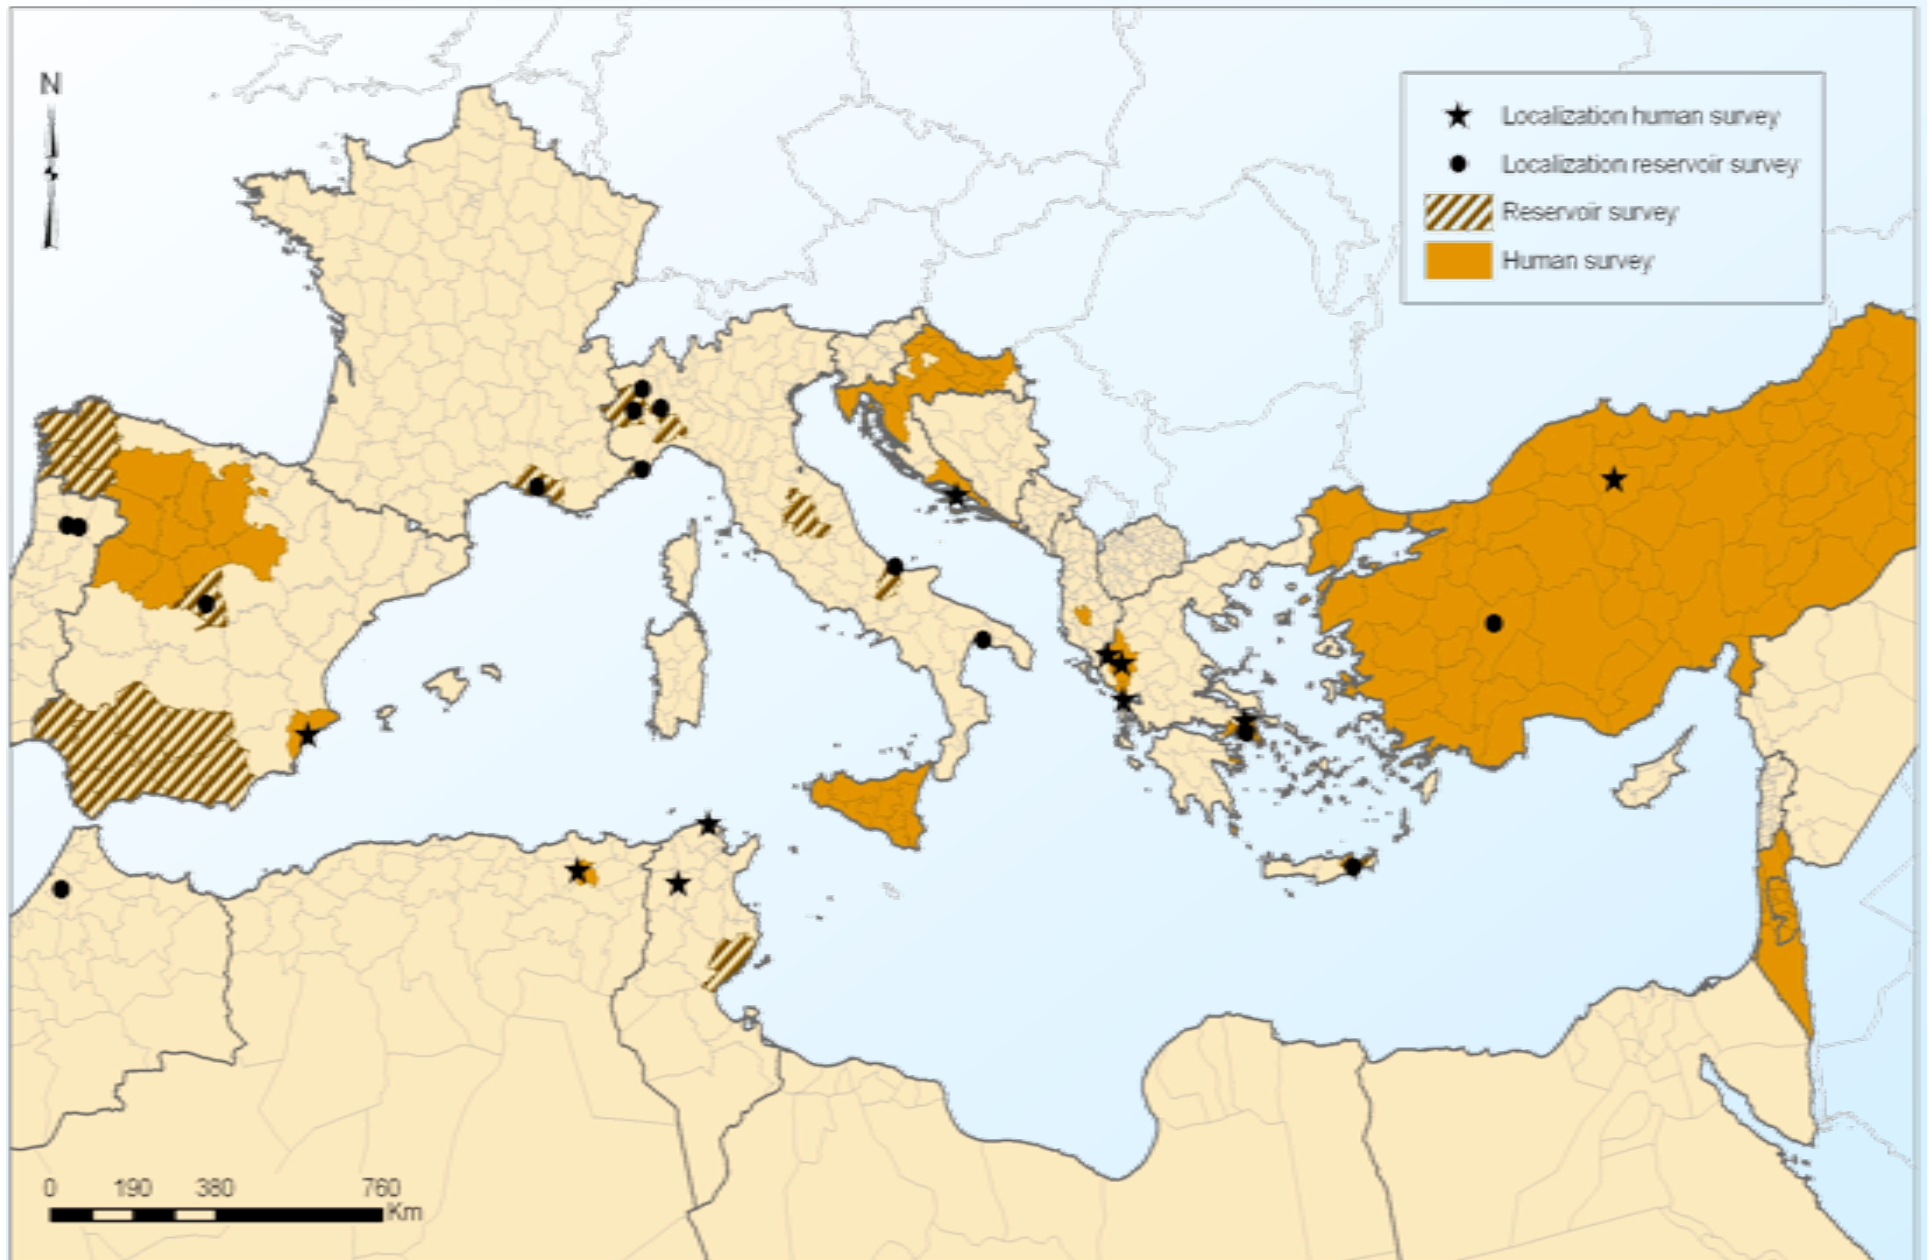 N
Localization human survey
Localization reservoir survey
Reservoir survey
Human survey
0 190 380 760
Km